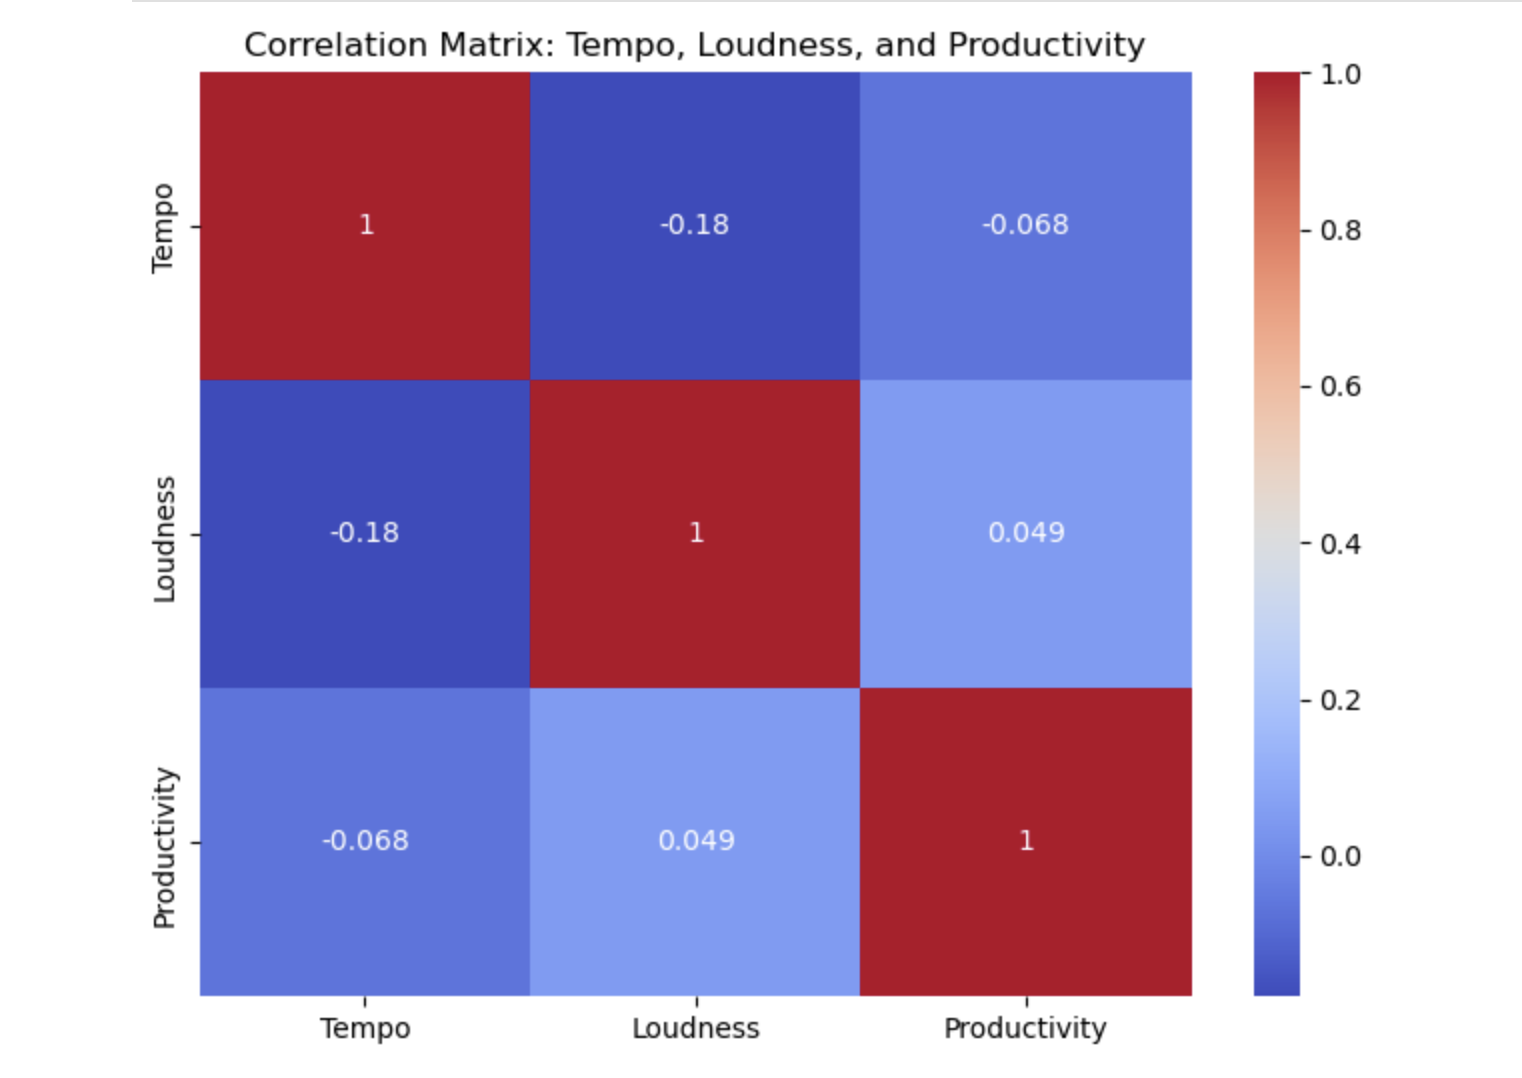 Correlation Matrix: Tempo, Loudness, and Productivity
Tempo
1
-0.18
-0.068
Loudness
-0.18
1
0.049
Productivity
-0.068
0.049
1
Tempo
Loudness
Productivity
1.0
0.8
0.6
0.4
0.2
0.0